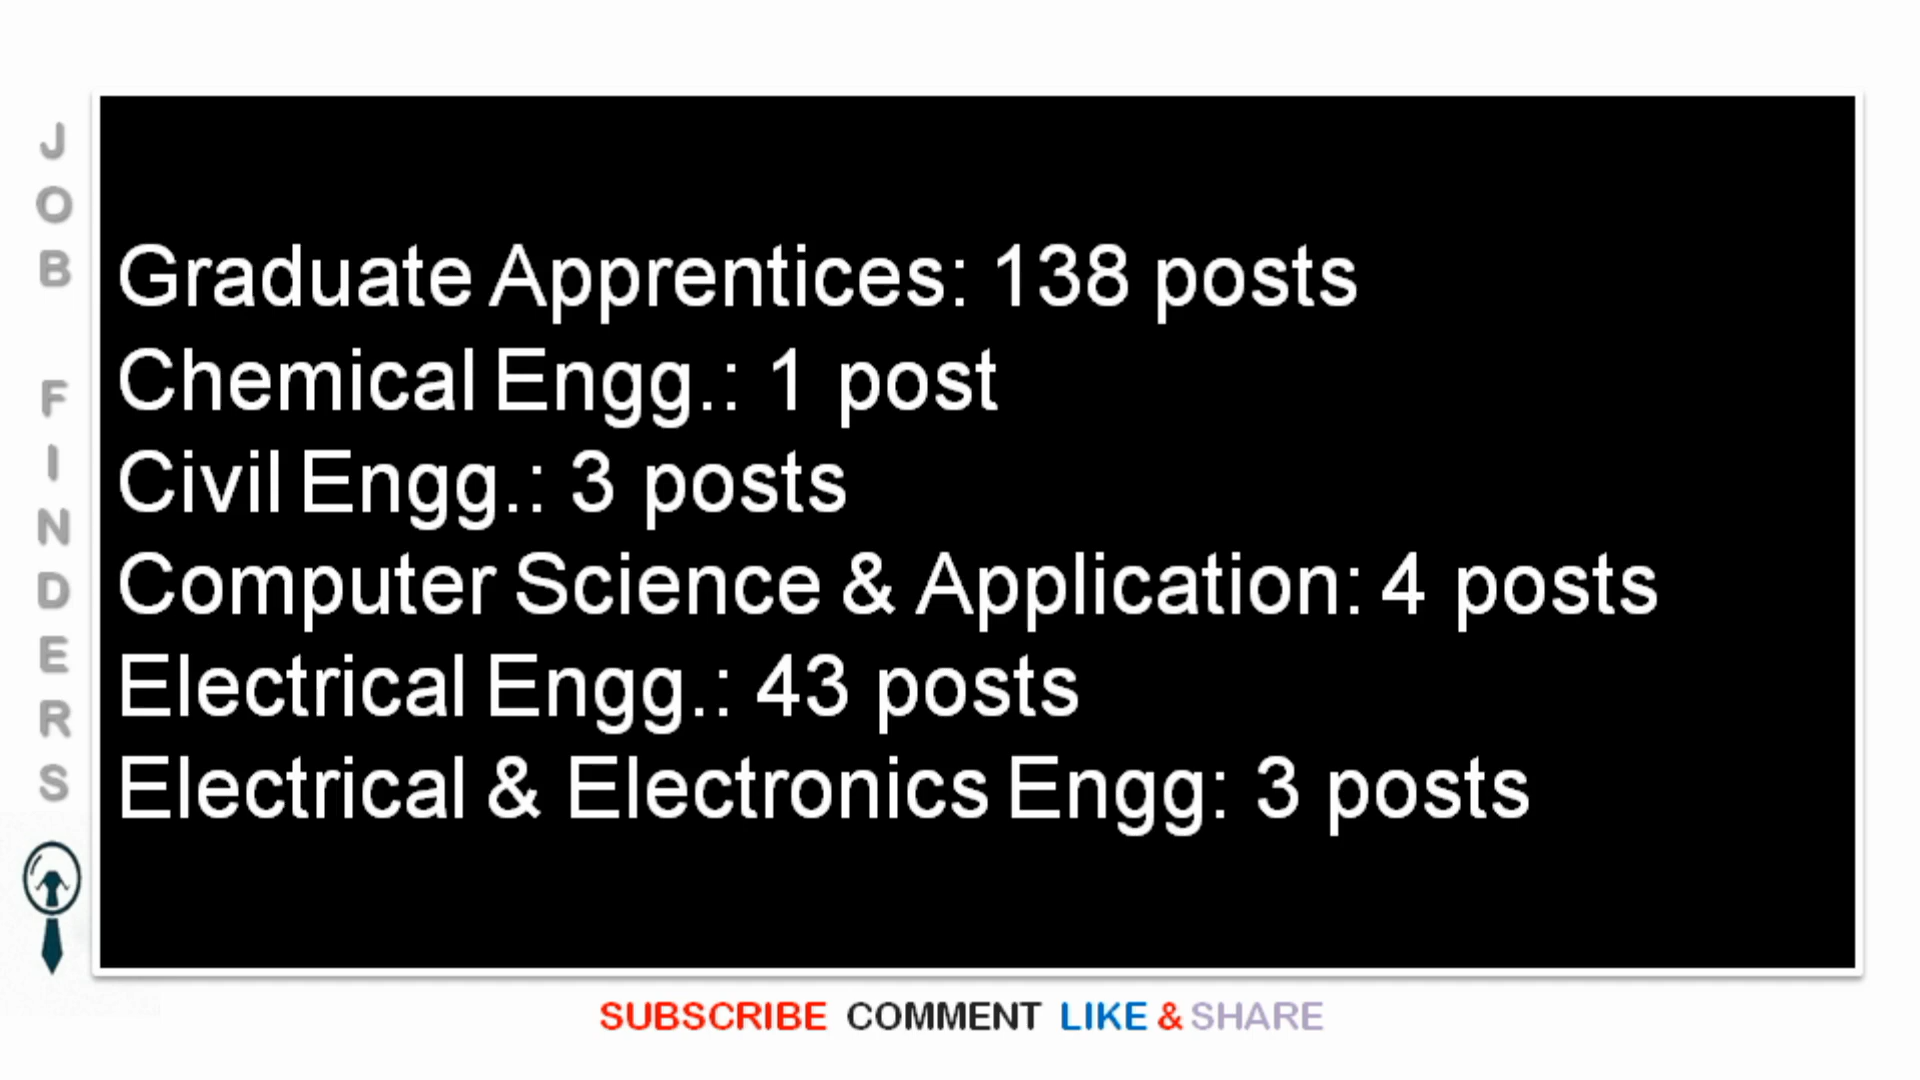 JOB FINDERS
Graduate Apprentices: 138 posts
Chemical Engg.: 1 post
Civil Engg.: 3 posts
Computer Science & Application: 4 posts
Electrical Engg.: 43 posts
Electrical & Electronics Engg: 3 posts
SUBSCRIBE COMMENT LIKE & SHARE